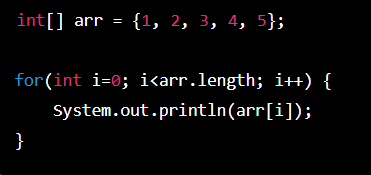 int[] arr = {1, 2, 3, 4, 5};
for(int i=0; i<arr.length; i++) {
    System.out.println(arr[i]);
}